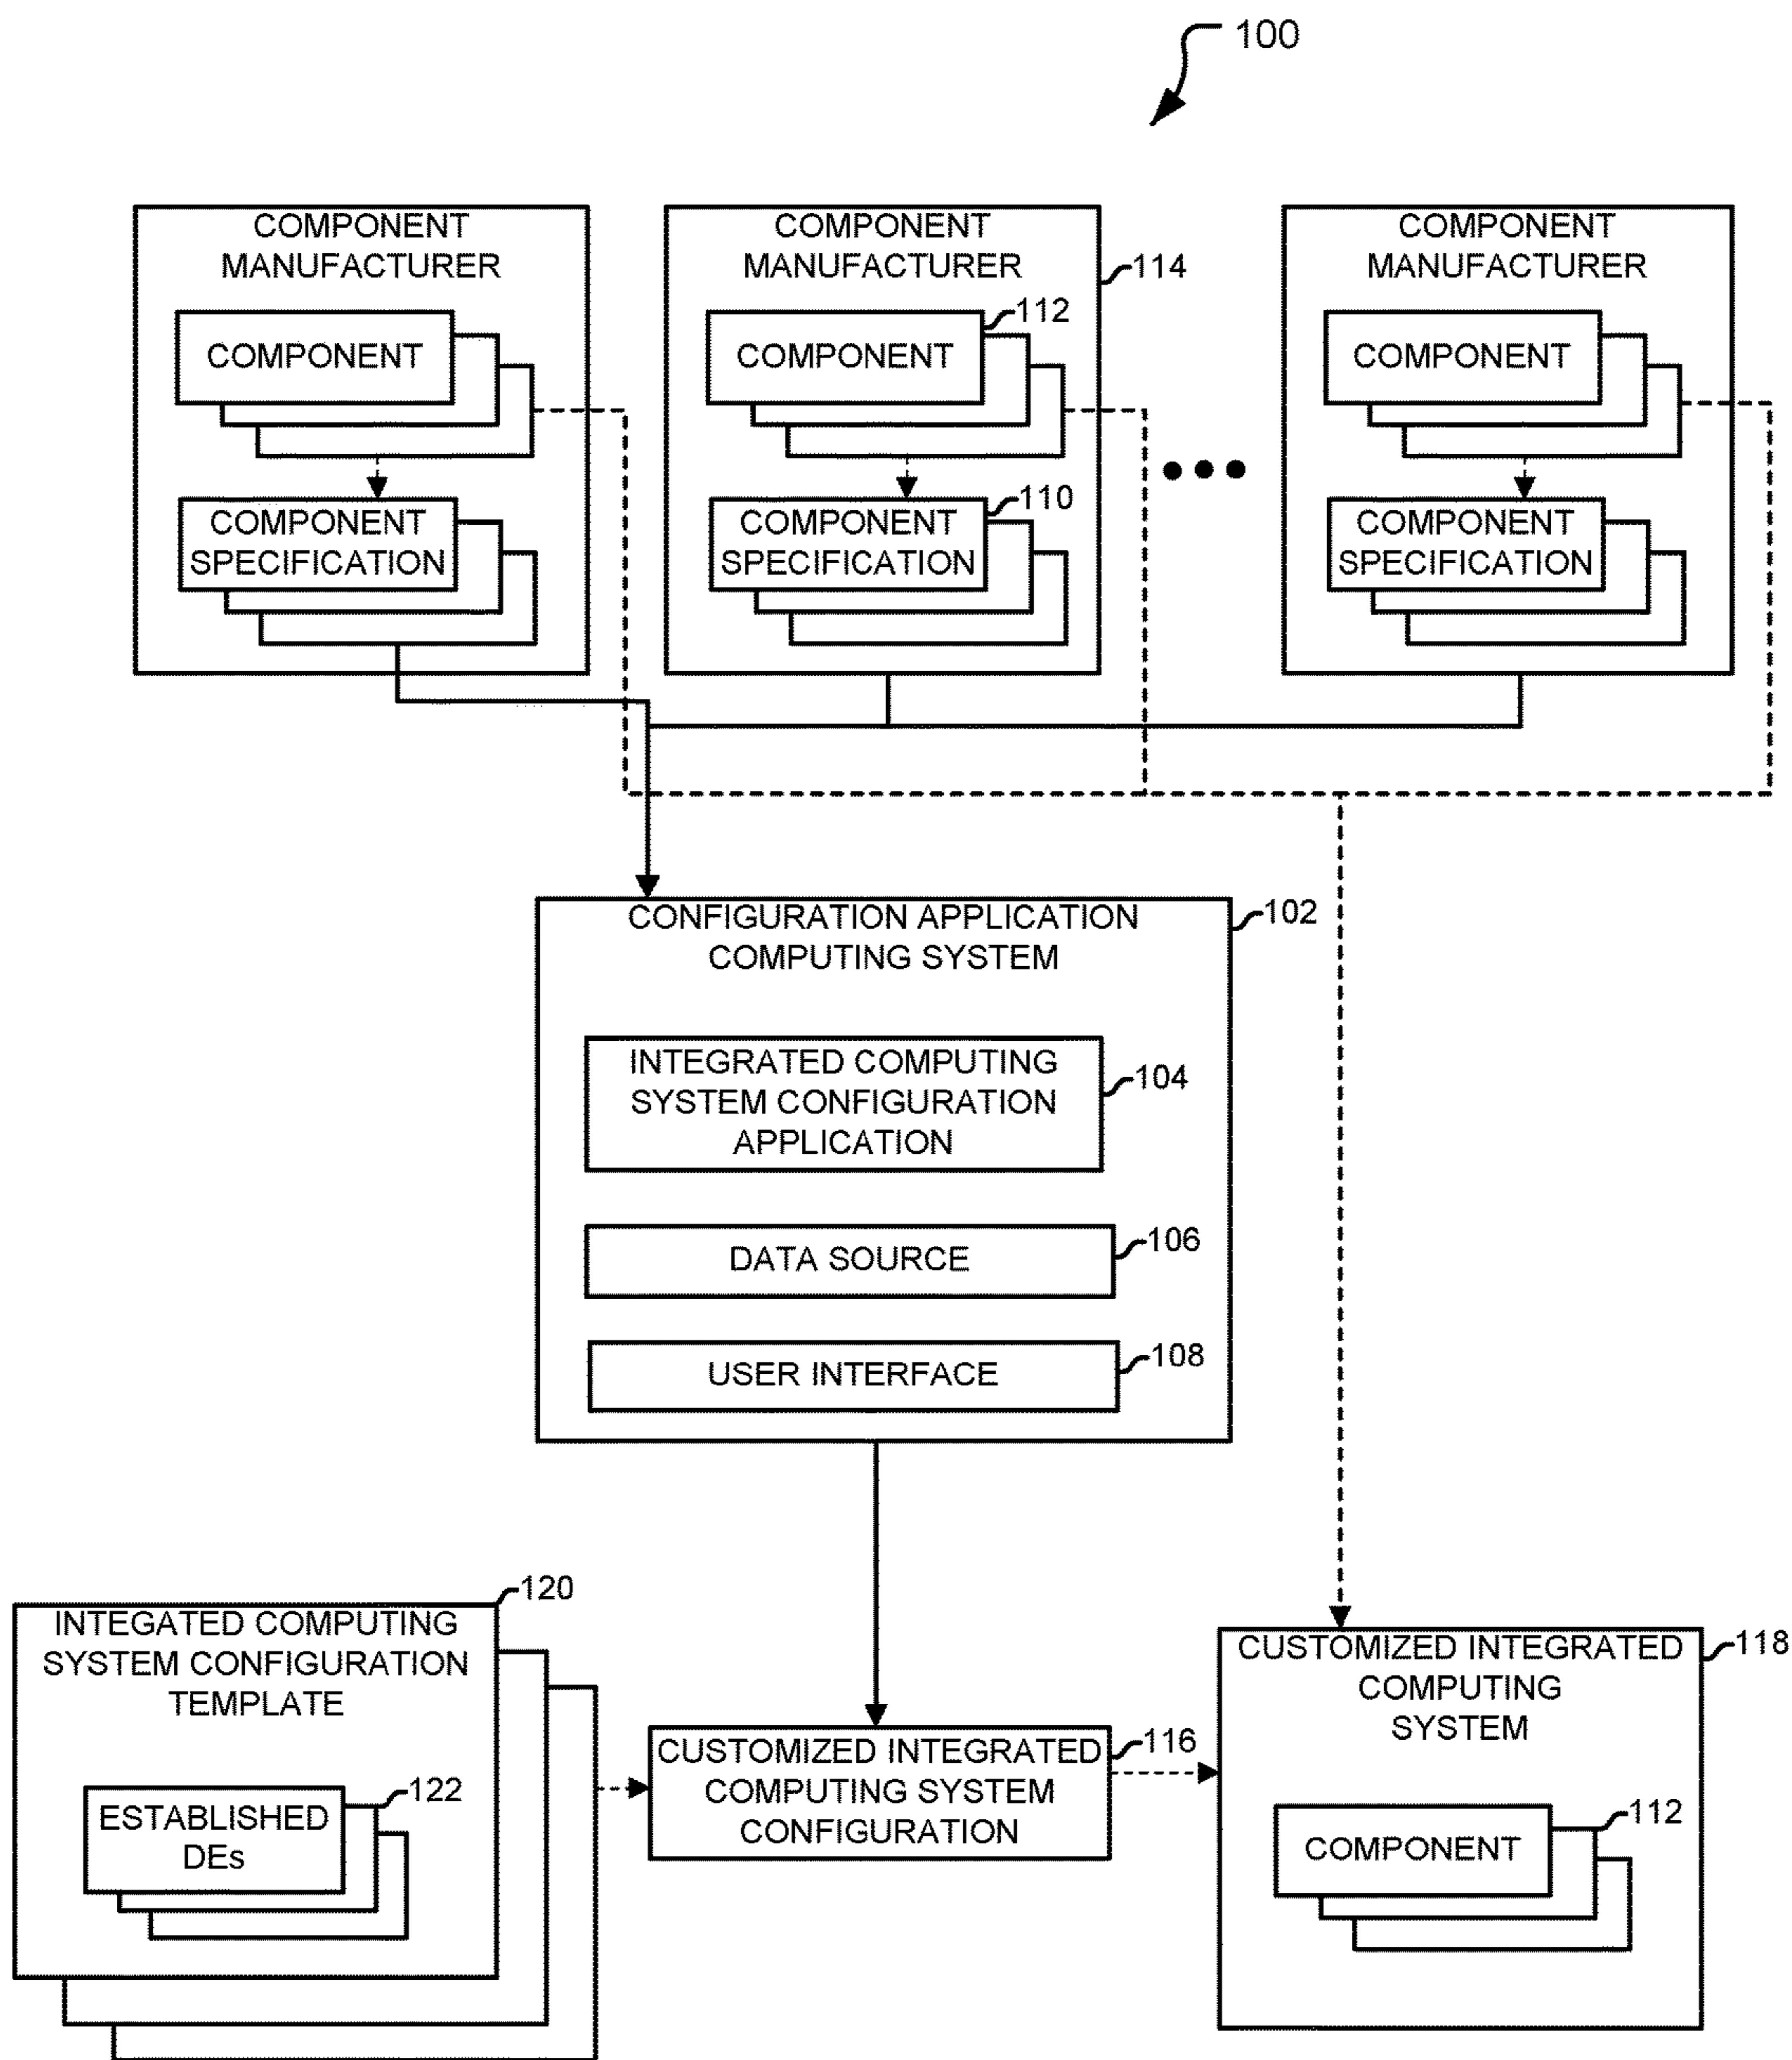 100
COMPONENT
MANUFACTURER
COMPONENT
COMPONENT
SPECIFICATION
COMPONENT
MANUFACTURER
114
112
COMPONENT
110
COMPONENT
SPECIFICATION
COMPONENT
MANUFACTURER
COMPONENT
COMPONENT
SPECIFICATION
CONFIGURATION APPLICATION
COMPUTING SYSTEM
102
INTEGRATED COMPUTING
SYSTEM CONFIGURATION
APPLICATION
104
DATA SOURCE
106
USER INTERFACE
108
120
INTEGATED COMPUTING
SYSTEM CONFIGURATION
TEMPLATE
122
ESTABLISHED
DEs
CUSTOMIZED INTEGRATED
COMPUTING SYSTEM
CONFIGURATION
116
CUSTOMIZED INTEGRATED
COMPUTING
SYSTEM
118
112
COMPONENT